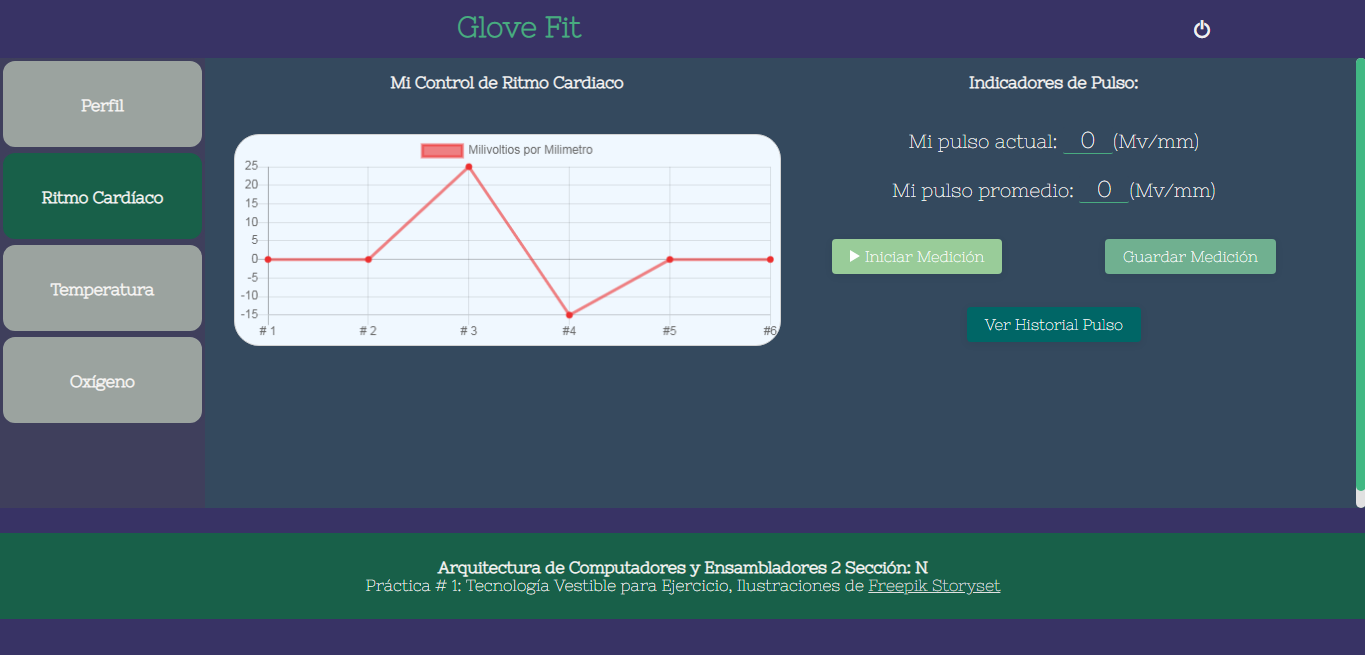 Glove Fit
Perfil
Ritmo Cardíaco
Temperatura
Oxígeno
Mi Control de Ritmo Cardiaco
Milivoltios por Milimetro
25
20
15
10
5
0
-5
-10
-15
# 1
# 2
# 3
#4
#5
#6
Indicadores de Pulso:
Mi pulso actual: 0 (Mv/mm)
Mi pulso promedio: 0 (Mv/mm)
Iniciar Medición
Guardar Medición
Ver Historial Pulso
Arquitectura de Computadores y Ensambladores 2 Sección: N
Práctica # 1: Tecnología Vestible para Ejercicio, Ilustraciones de Freepik Storyset